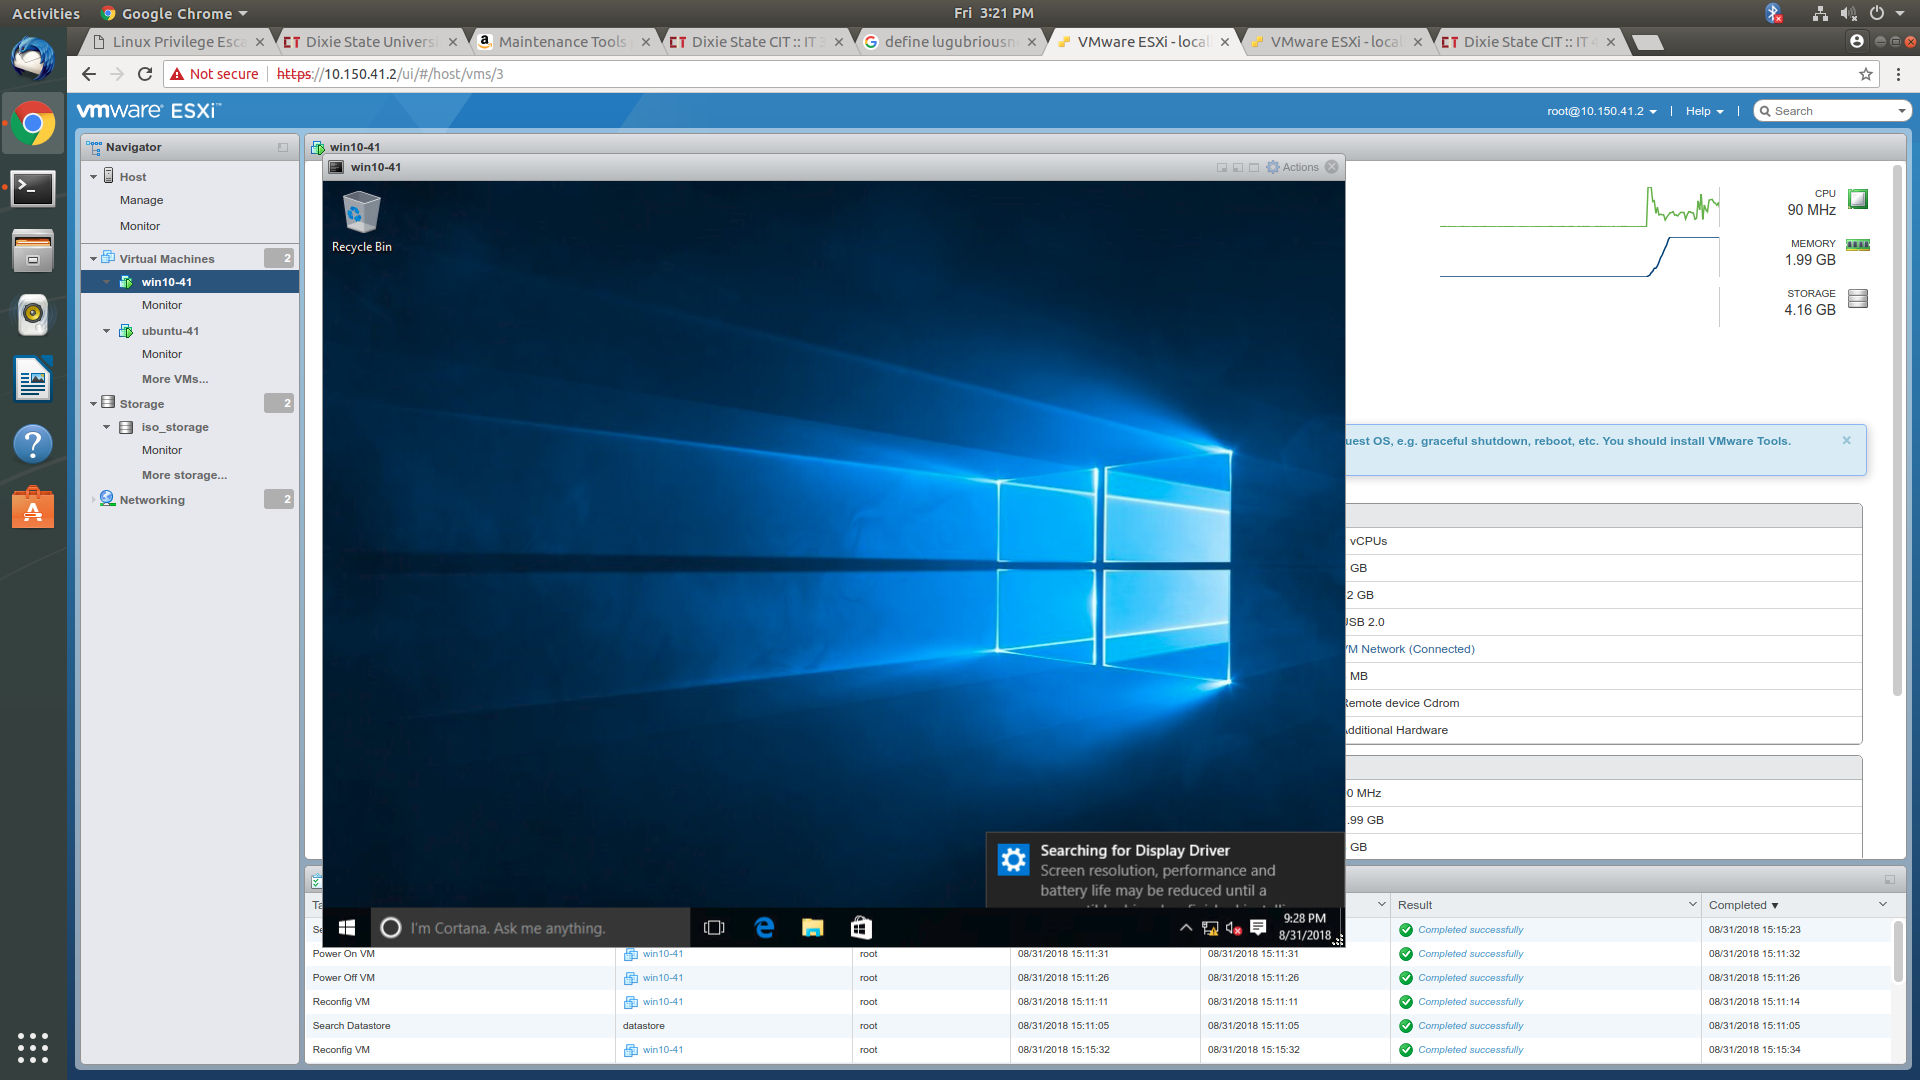 Activities
Google Chrome
Fri 3:21 PM
Linux Privilege Esca
Dixie State Universi
Maintenance Tools
Dixie State CIT :: IT
define lugubriousn
VMware ESXi - local
VMware ESXi - local
Dixie State CIT :: IT
Not secure
https://10.150.41.2/ui/#/host/vms/3
vmware ESXi™
root@10.150.41.2
Help
Search
Navigator
Host
Manage
Monitor
Virtual Machines 2
win10-41
Monitor
ubuntu-41
Monitor
More VMs...
Storage 2
iso_storage
Monitor
More storage...
Networking 2
win10-41
win10-41
Actions
Recycle Bin
CPU
90 MHz
MEMORY
1.99 GB
STORAGE
4.16 GB
uest OS, e.g. graceful shutdown, reboot, etc. You should install VMware Tools.
vCPUs
GB
2 GB
USB 2.0
VM Network (Connected)
MB
Remote device Cdrom
Additional Hardware
0 MHz
.99 GB
GB
Searching for Display Driver
Screen resolution, performance and
battery life may be reduced until a
I'm Cortana. Ask me anything.
9:28 PM
8/31/2018
Result
Completed ▼
Completed successfully 08/31/2018 15:15:23
Power On VM win10-41 root 08/31/2018 15:11:31 08/31/2018 15:11:31 Completed successfully 08/31/2018 15:11:32
Power Off VM win10-41 root 08/31/2018 15:11:26 08/31/2018 15:11:26 Completed successfully 08/31/2018 15:11:26
Reconfig VM win10-41 root 08/31/2018 15:11:11 08/31/2018 15:11:11 Completed successfully 08/31/2018 15:11:14
Search Datastore datastore root 08/31/2018 15:11:05 08/31/2018 15:11:05 Completed successfully 08/31/2018 15:11:05
Reconfig VM win10-41 root 08/31/2018 15:15:32 08/31/2018 15:15:32 Completed successfully 08/31/2018 15:15:34